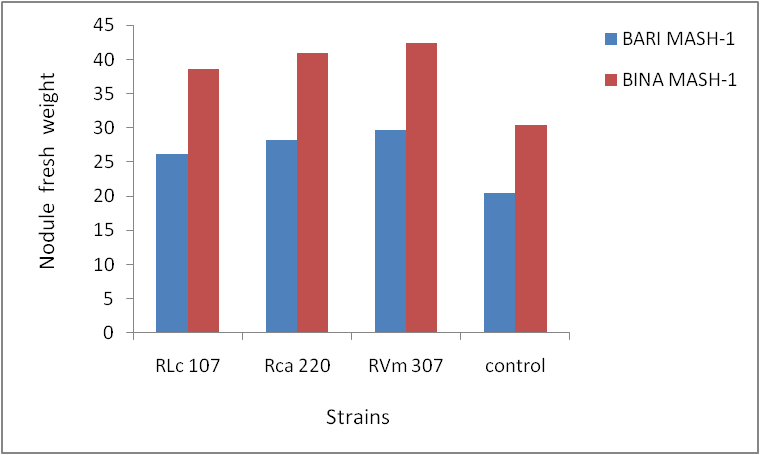 45
40
35
30
25
20
15
10
5
0
Nodule fresh weight
RLc 107
Rca 220
RVm 307
control
Strains
BARI MASH-1
BINA MASH-1